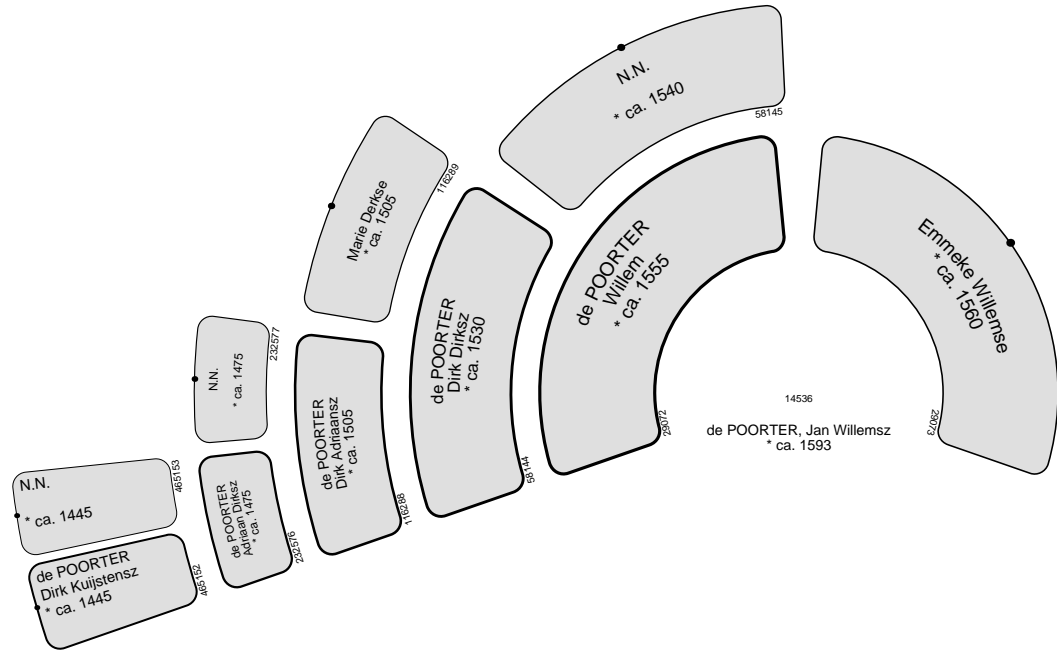 N.N.
* ca. 1540
58145
Marie Derkse
* ca. 1505
116289
de POORTER
Willem
* ca. 1555
29072
Emmeke Willemse
* ca. 1560
29073
de POORTER
Dirk Dirksz
* ca. 1530
58144
N.N.
* ca. 1475
232577
de POORTER
Dirk Adriaansz
* ca. 1505
116288
14536
de POORTER, Jan Willemsz
* ca. 1593
N.N.
* ca. 1445
465153
de POORTER
Adriaan Dirksz
* ca. 1475
232576
de POORTER
Dirk Kuijstensz
* ca. 1445
465152